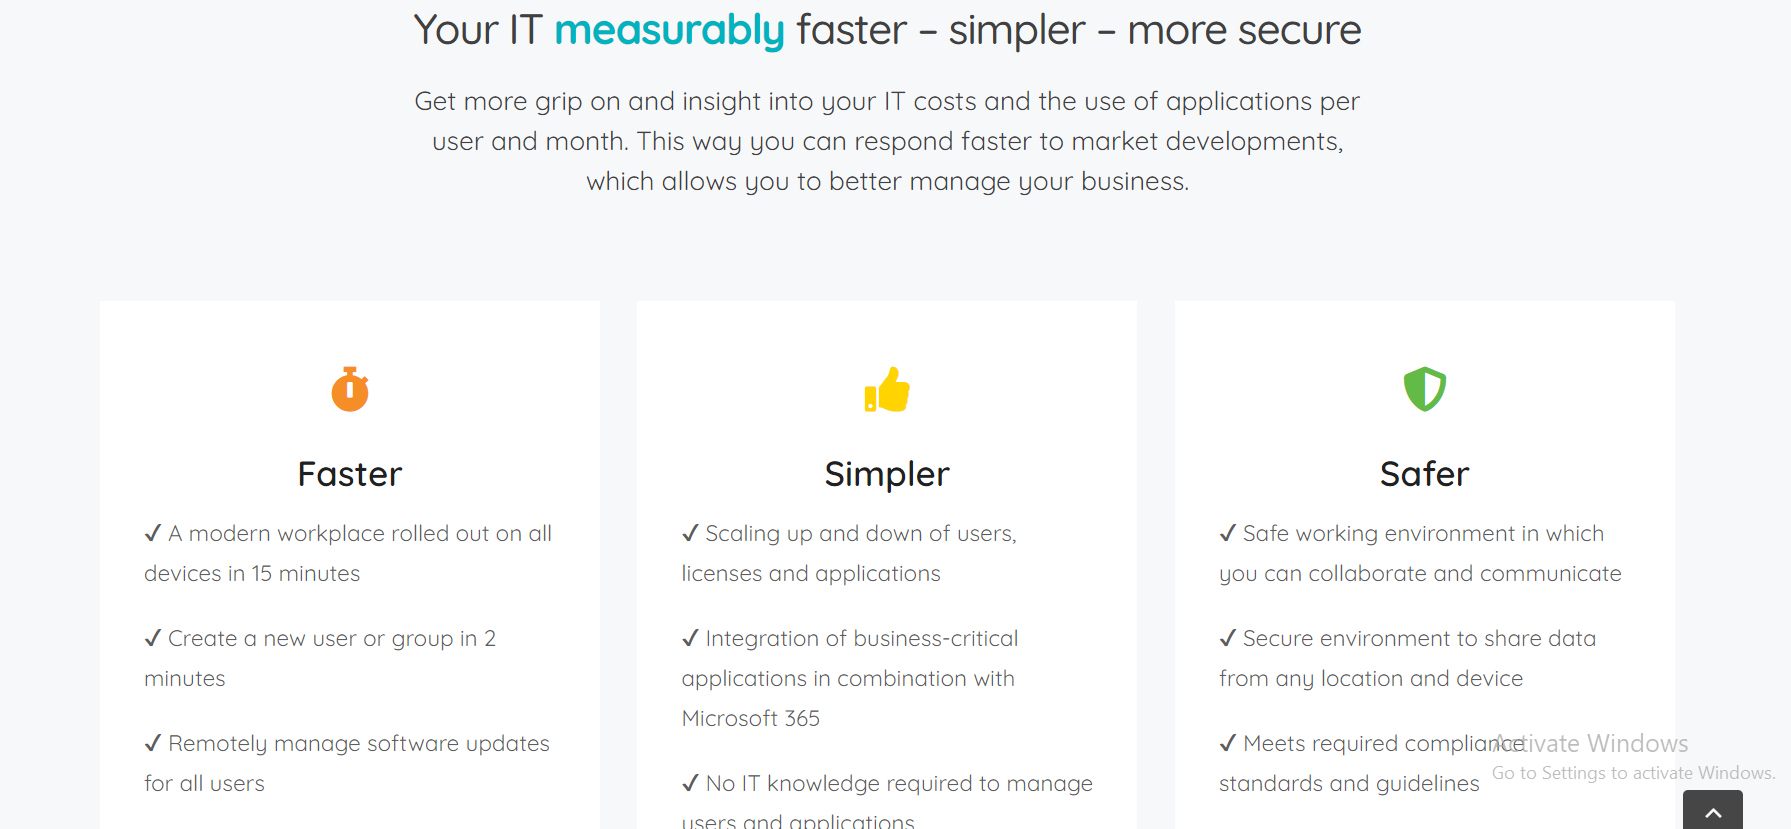 Your IT measurably faster – simpler – more secure
Get more grip on and insight into your IT costs and the use of applications per
user and month. This way you can respond faster to market developments,
which allows you to better manage your business.
Faster
✓ A modern workplace rolled out on all
devices in 15 minutes
✓ Create a new user or group in 2
minutes
✓ Remotely manage software updates
for all users
Simpler
✓ Scaling up and down of users,
licenses and applications
✓ Integration of business-critical
applications in combination with
Microsoft 365
✓ No IT knowledge required to manage
users and applications
Safer
✓ Safe working environment in which
you can collaborate and communicate
✓ Secure environment to share data
from any location and device
✓ Meets required compliance
standards and guidelines
Activate Windows
Go to Settings to activate Windows.